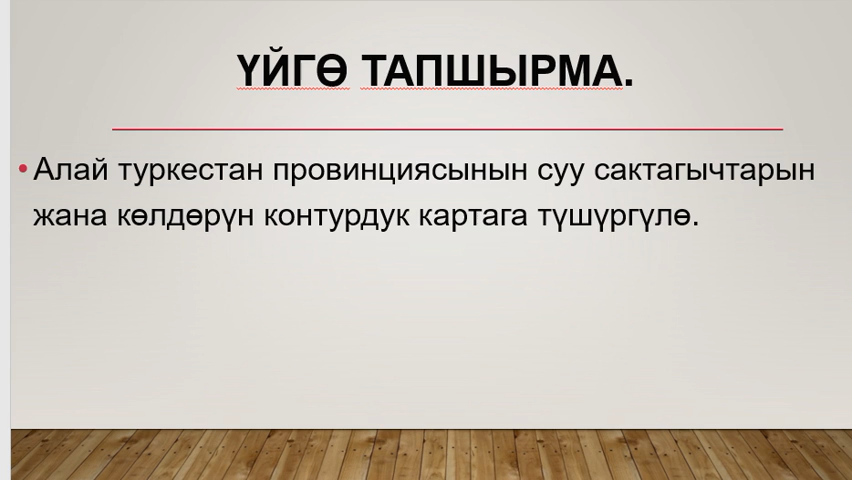 ҮЙГӨ ТАПШЫРМА.
• Алай туркестан провинциясынын суу сактагычтарын
жана көлдөрүн контурдук картага түшүргүлө.